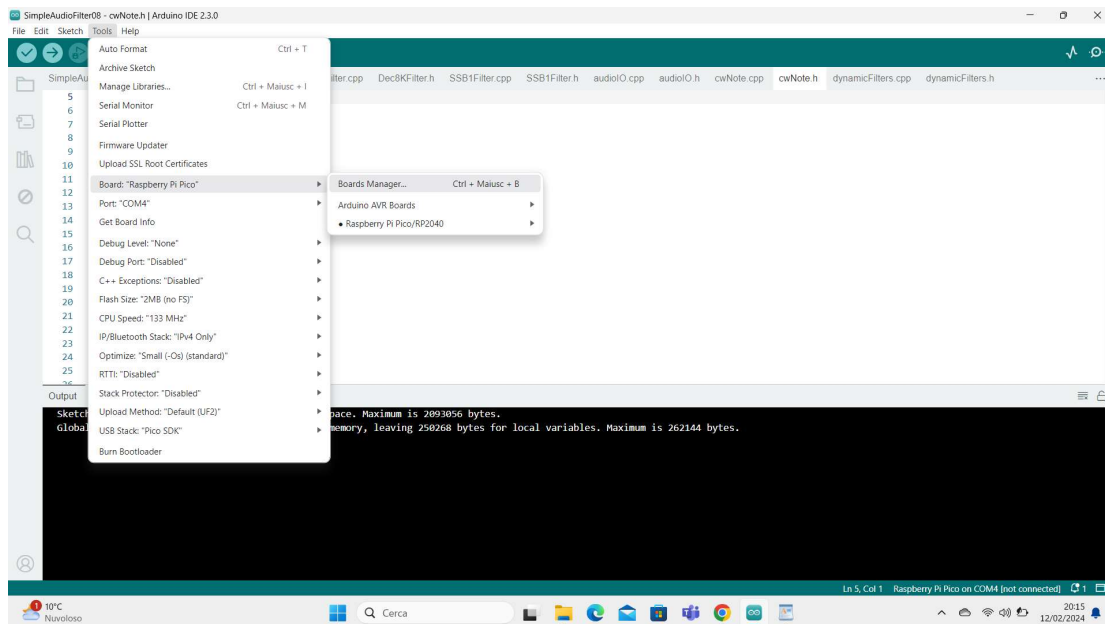 SimpleAudioFilter08 - cwNote.h | Arduino IDE 2.3.0
File Edit Sketch Tools Help
SimpleAu
ilter.cpp Dec8KFilter.h SSB1Filter.cpp SSB1Filter.h audioIO.cpp audioIO.h cwNote.cpp cwNote.h dynamicFilters.cpp dynamicFilters.h ...
5
6
7
8
9
10
11
12
13
14
15
16
17
18
19
20
21
22
23
24
25
26
Auto Format Ctrl + T
Archive Sketch
Manage Libraries... Ctrl + Maiusc + I
Serial Monitor Ctrl + Maiusc + M
Serial Plotter
Firmware Updater
Upload SSL Root Certificates
Board: "Raspberry Pi Pico"
Port: "COM4"
Get Board Info
Debug Level: "None"
Debug Port: "Disabled"
C++ Exceptions: "Disabled"
Flash Size: "2MB (no FS)"
CPU Speed: "133 MHz"
IP/Bluetooth Stack: "IPv4 Only"
Optimize: "Small (-Os) (standard)"
RTTI: "Disabled"
Stack Protector: "Disabled"
Upload Method: "Default (UF2)"
USB Stack: "Pico SDK"
Burn Bootloader
Boards Manager... Ctrl + Maiusc + B
Arduino AVR Boards
• Raspberry Pi Pico/RP2040
Output
Sketch
pace. Maximum is 2093056 bytes.
Global
memory, leaving 250268 bytes for local variables. Maximum is 262144 bytes.
Ln 5, Col 1 Raspberry Pi Pico on COM4 [not connected] 1
1
10°C
Nuvoloso
Cerca
20:15
12/02/2024